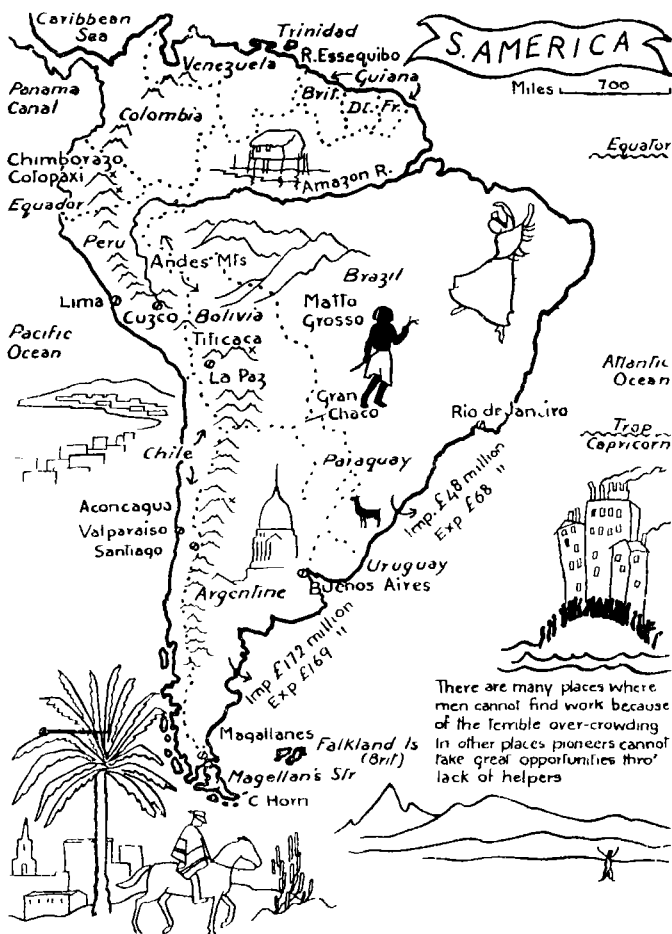 Caribbean
Sea
Trinidad
R. Essequibo
S. AMERICA
Venezuela
Guiana
Miles 700
Panama
Canal
Brit.
Dt. Fr.
Colombia
Equator
Chimborazo
Cotopaxi
Amazon R.
Equador
Peru
Andes Mts
Brazil
Lima
Cuzco
Bolivia
Matto
Grosso
Titicaca
Pacific
Ocean
La Paz
Atlantic
Ocean
Gran
Chaco
Rio de Janiro
Trop
Capricorn
Chile
Paraguay
Imp. £48 million
Exp £68 "
Aconcagua
Valparaiso
Santiago
Uruguay
Argentine
Buenos Aires
Imp £172 million
Exp £169 "
There are many places where
men cannot find work because
of the terrible over-crowding
In other places pioneers cannot
take great opportunities thro'
lack of helpers
Magallanes
Falkland Is
(Brit)
Magellan's Str
C Horn